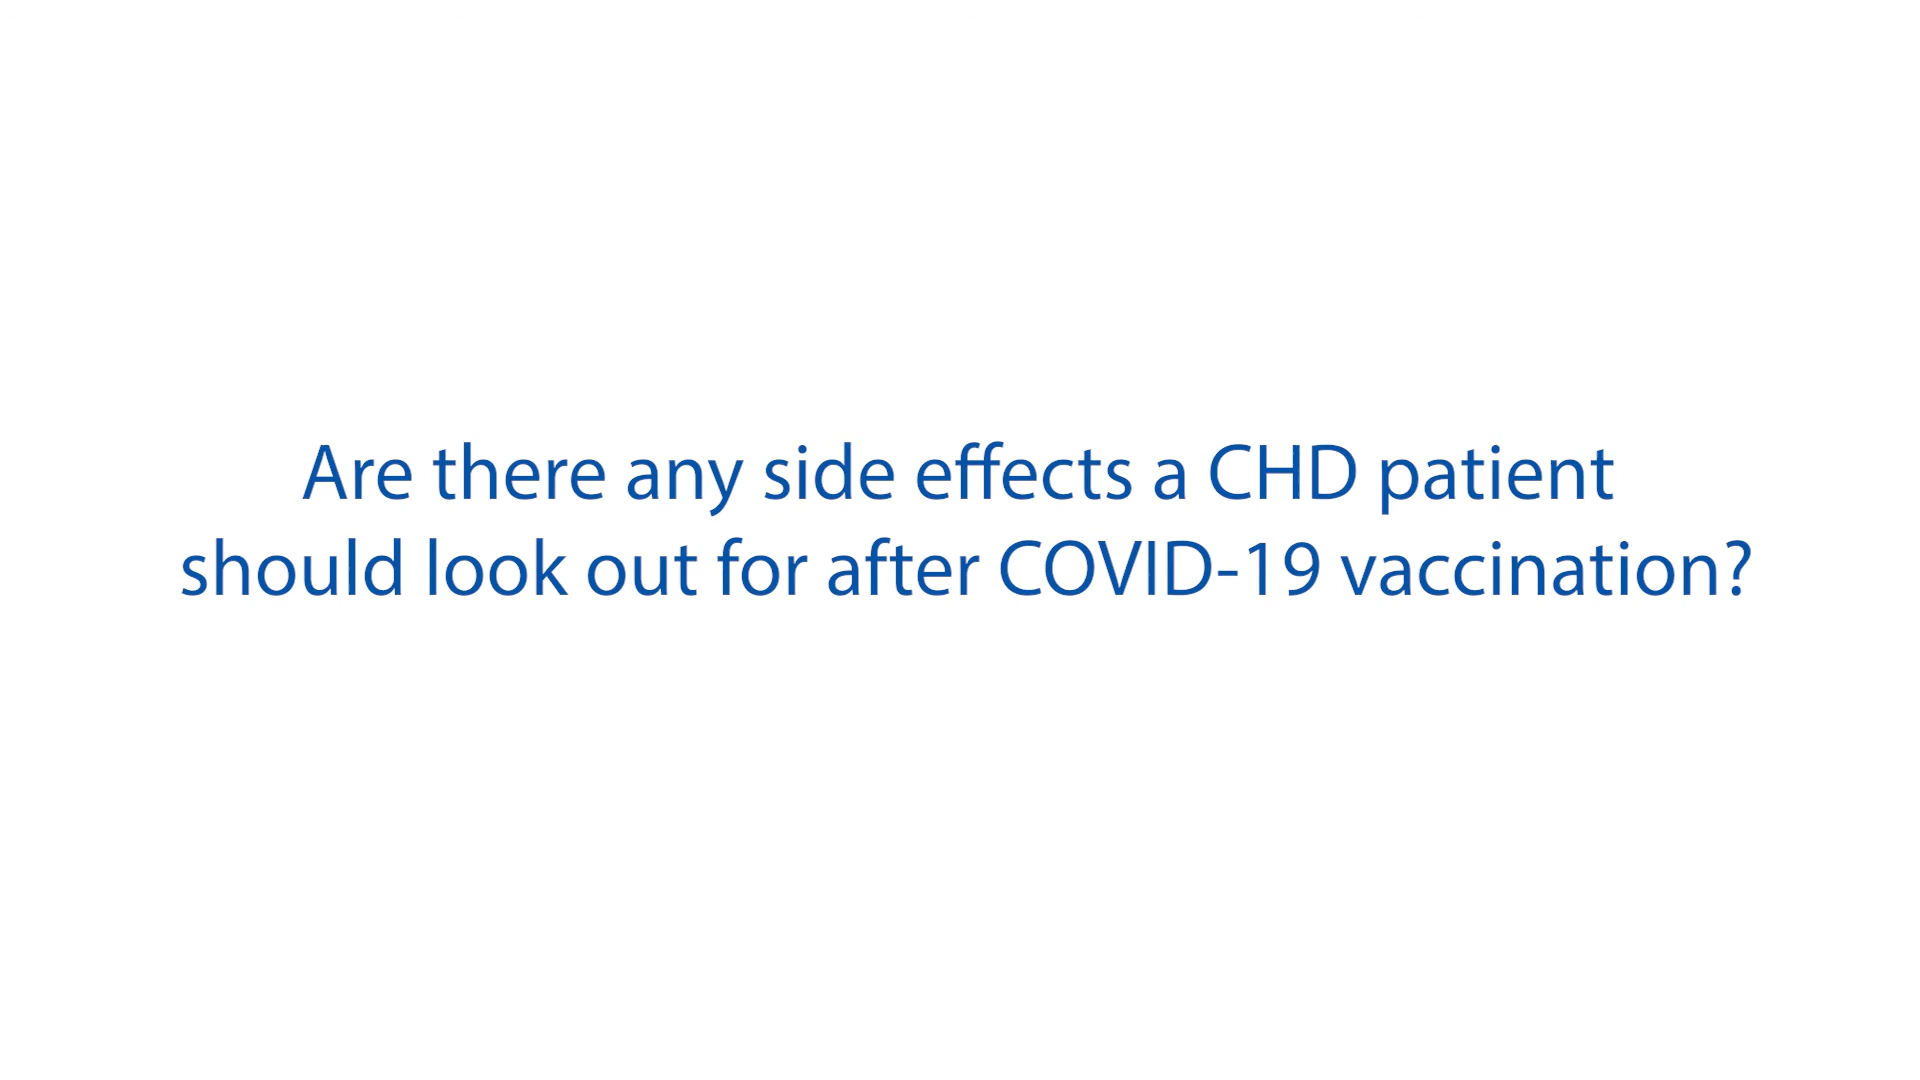 Are there any side effects a CHD patient
should look out for after COVID-19 vaccination?